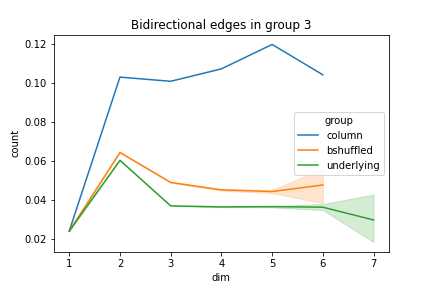 Bidirectional edges in group 3
0.12
0.10
0.08
0.06
0.04
0.02
count
group
column
bshuffled
underlying
1 2 3 4 5 6 7
dim